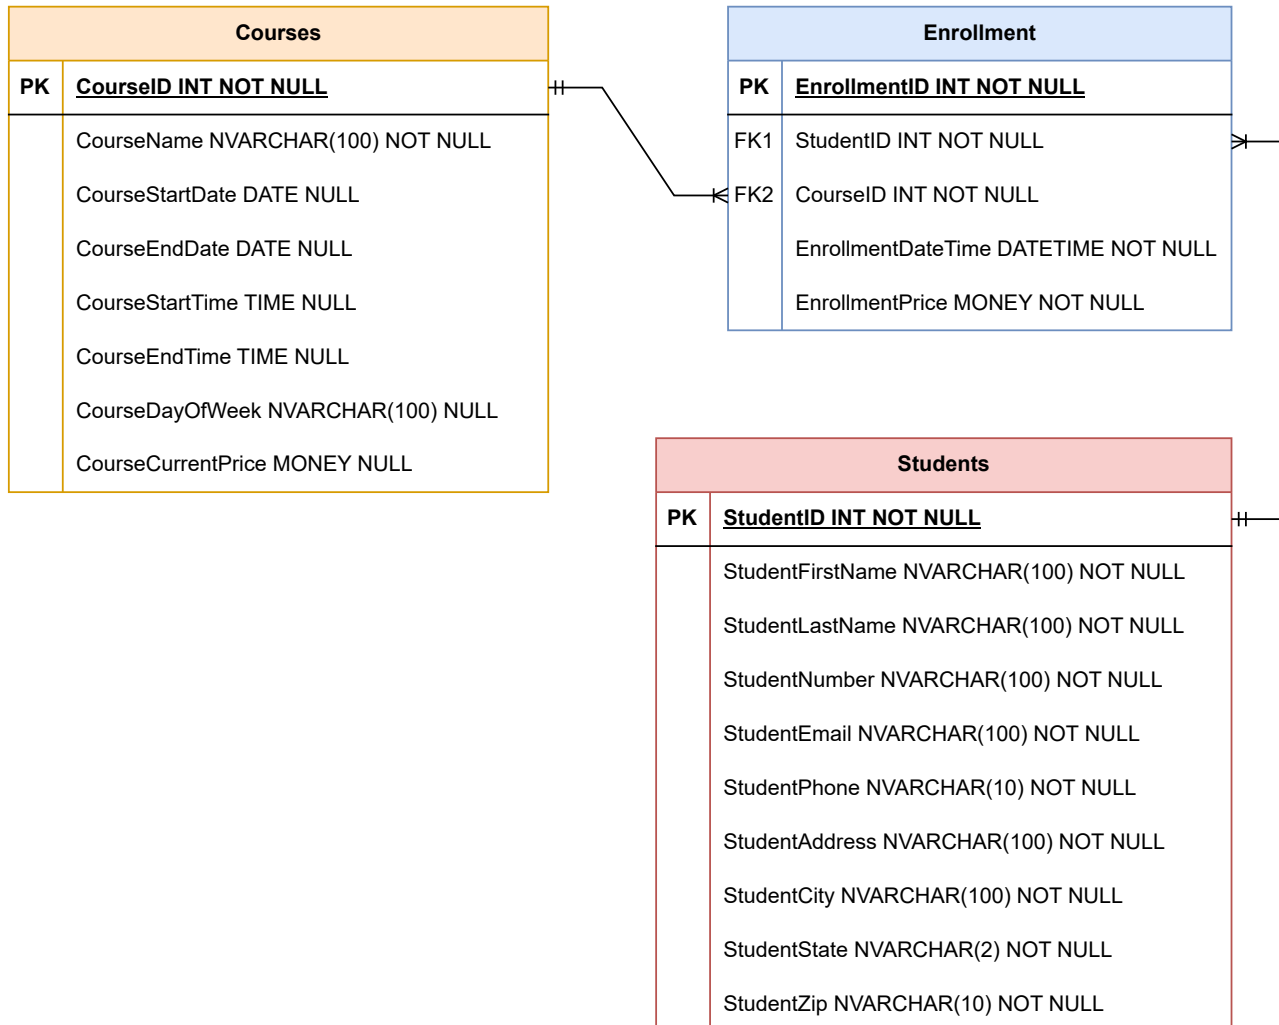 Courses
PK CourseID INT NOT NULL
CourseName NVARCHAR(100) NOT NULL
CourseStartDate DATE NULL
CourseEndDate DATE NULL
CourseStartTime TIME NULL
CourseEndTime TIME NULL
CourseDayOfWeek NVARCHAR(100) NULL
CourseCurrentPrice MONEY NULL
Enrollment
PK EnrollmentID INT NOT NULL
FK1 StudentID INT NOT NULL
FK2 CourseID INT NOT NULL
EnrollmentDateTime DATETIME NOT NULL
EnrollmentPrice MONEY NOT NULL
Students
PK StudentID INT NOT NULL
StudentFirstName NVARCHAR(100) NOT NULL
StudentLastName NVARCHAR(100) NOT NULL
StudentNumber NVARCHAR(100) NOT NULL
StudentEmail NVARCHAR(100) NOT NULL
StudentPhone NVARCHAR(10) NOT NULL
StudentAddress NVARCHAR(100) NOT NULL
StudentCity NVARCHAR(100) NOT NULL
StudentState NVARCHAR(2) NOT NULL
StudentZip NVARCHAR(10) NOT NULL